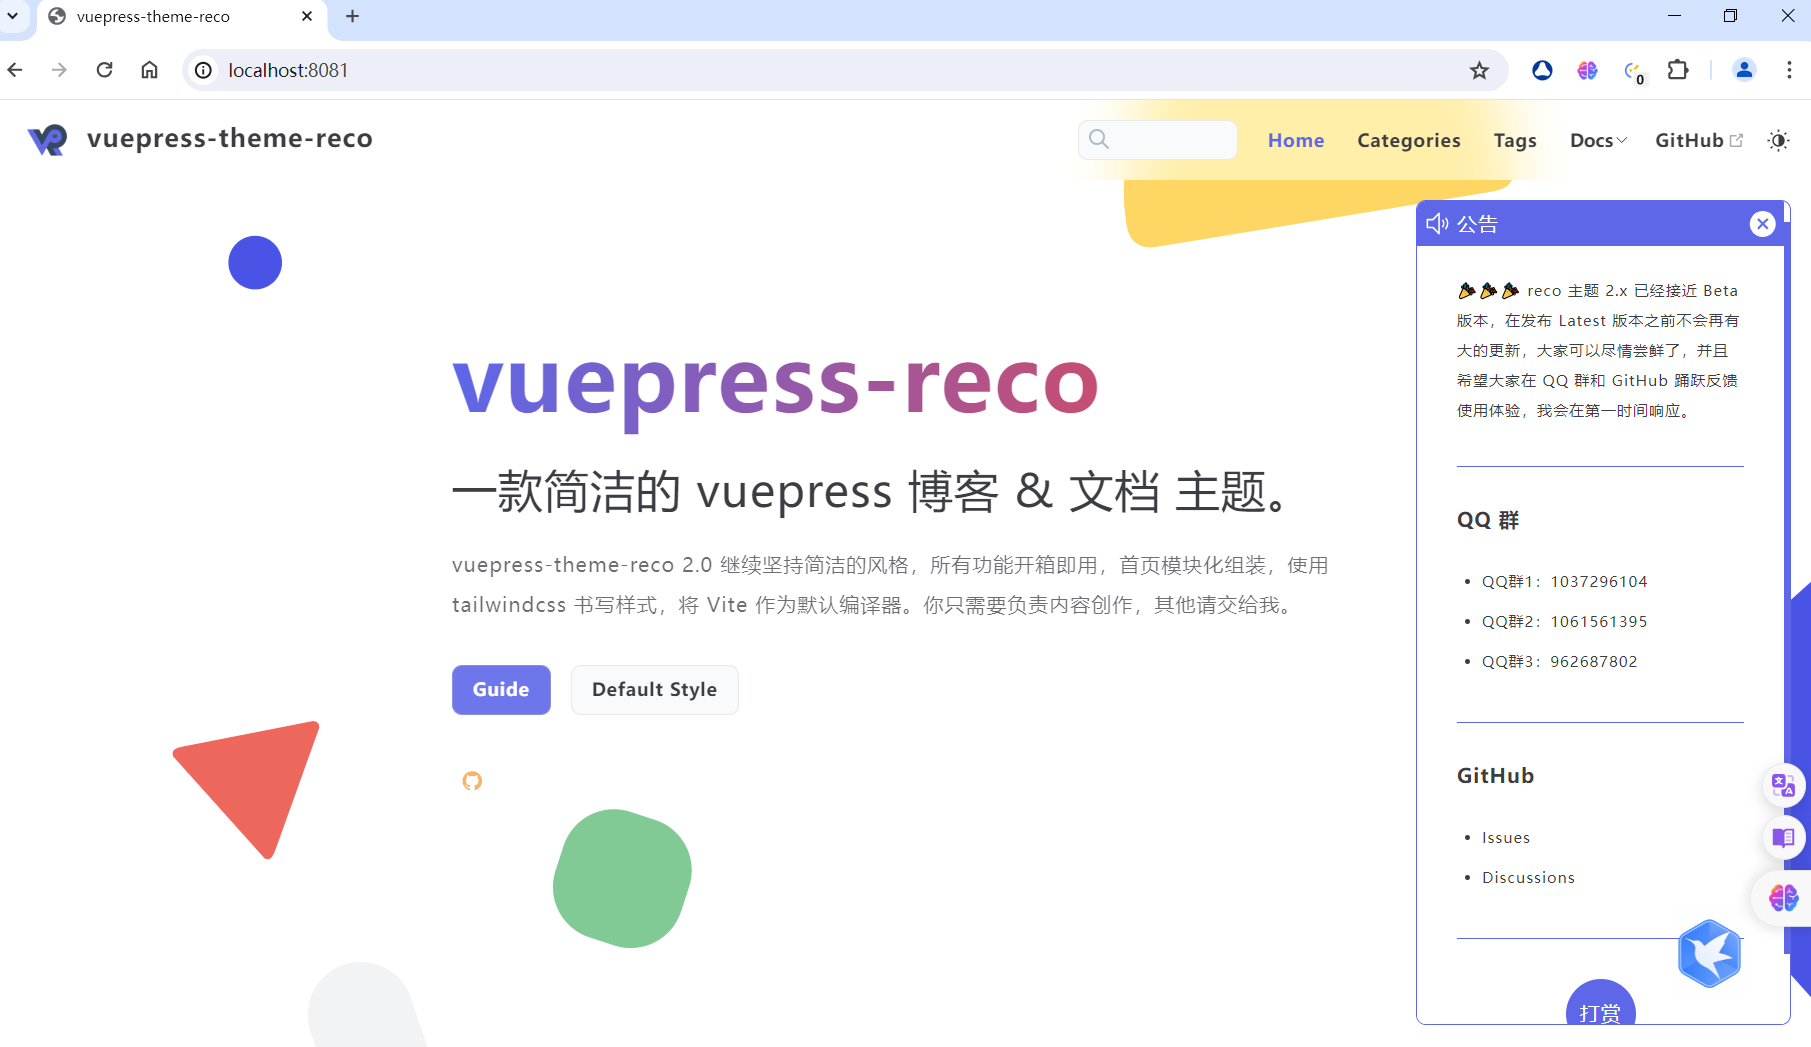 vuepress-theme-reco
localhost:8081
0
vuepress-theme-reco
Home
Categories
Tags
Docs
GitHub
公告
🎉🎉🎉 reco 主题 2.x 已经接近 Beta
版本，在发布 Latest 版本之前不会再有
大的更新，大家可以尽情尝鲜了，并且
希望大家在 QQ 群和 GitHub 踊跃反馈
使用体验，我会在第一时间响应。
QQ 群
• QQ群1：1037296104
• QQ群2：1061561395
• QQ群3：962687802
GitHub
• Issues
• Discussions
打赏
vuepress-reco
一款简洁的 vuepress 博客 & 文档 主题。
vuepress-theme-reco 2.0 继续坚持简洁的风格，所有功能开箱即用，首页模块化组装，使用
tailwindcss 书写样式，将 Vite 作为默认编译器。你只需要负责内容创作，其他请交给我。
Guide
Default Style